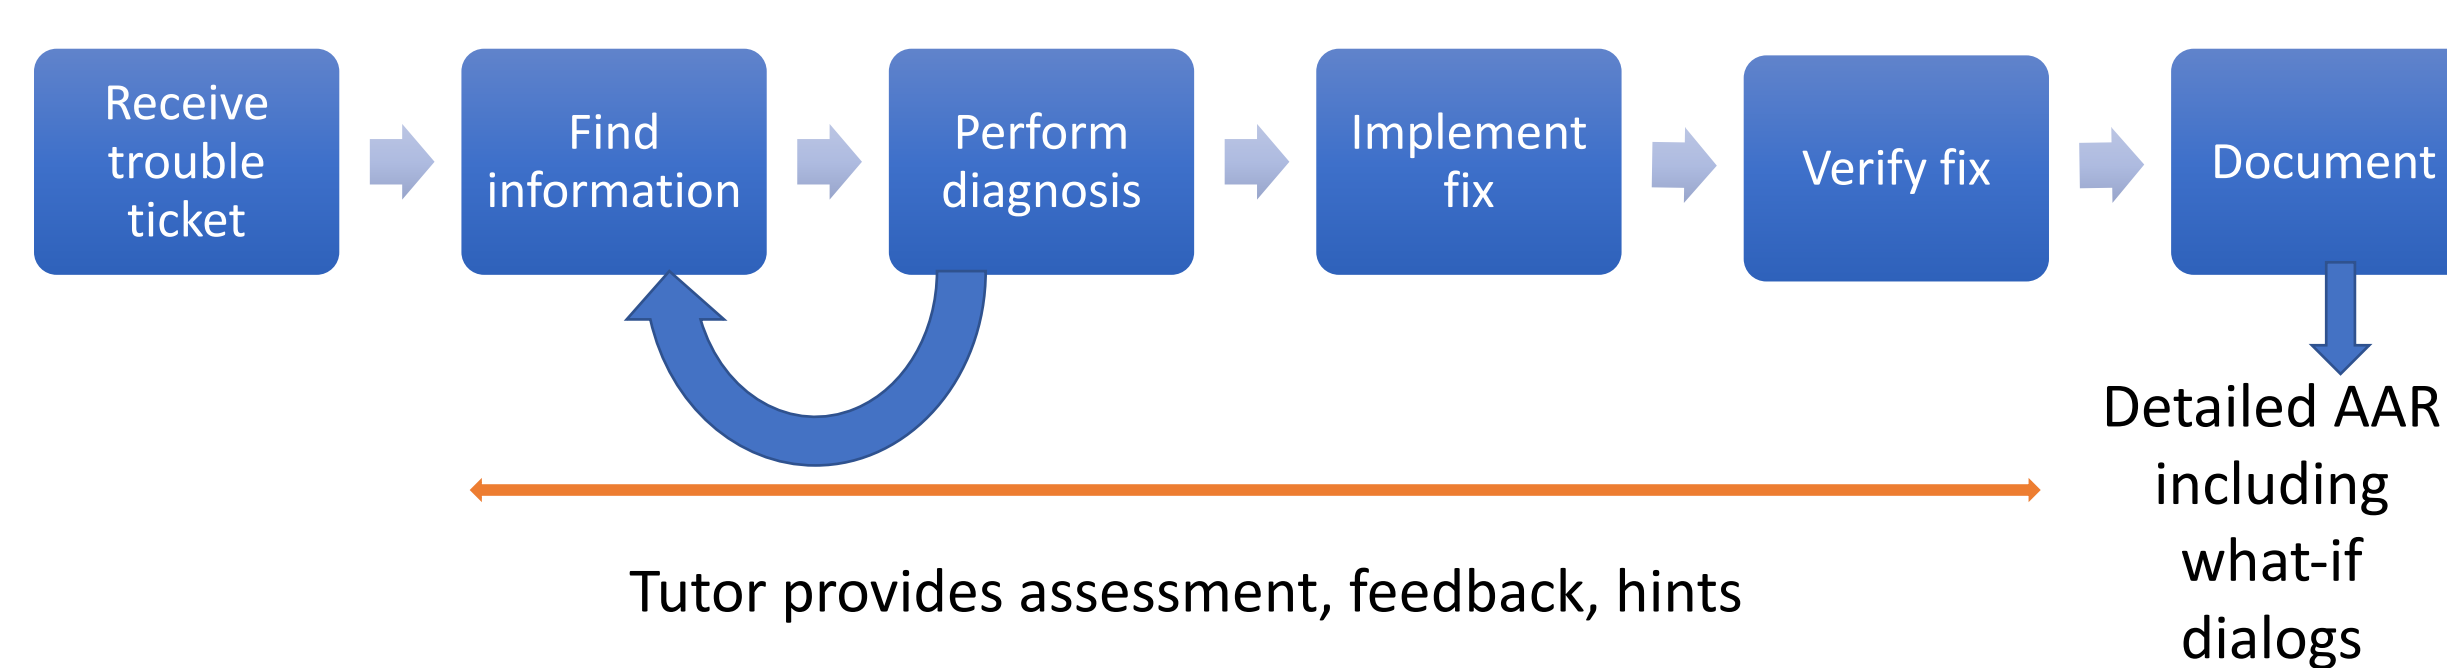 Receive
trouble
ticket
Find
information
Perform
diagnosis
Implement
fix
Verify fix
Document
Detailed AAR
including
what-if
dialogs
Tutor provides assessment, feedback, hints